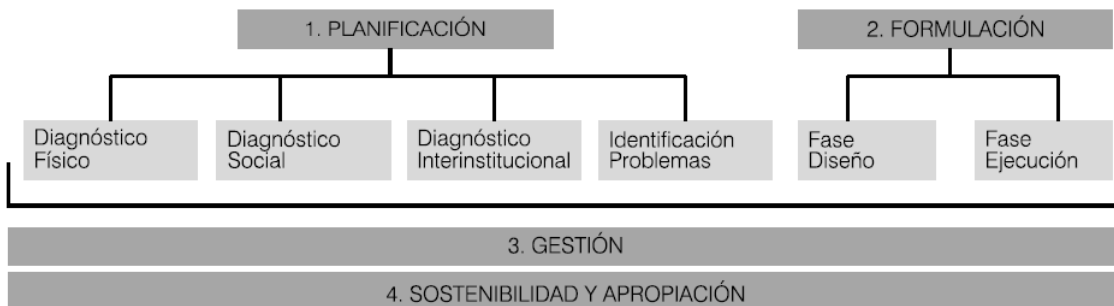 1. PLANIFICACIÓN
2. FORMULACIÓN
Diagnóstico
Físico
Diagnóstico
Social
Diagnóstico
Interinstitucional
Identificación
Problemas
Fase
Diseño
Fase
Ejecución
3. GESTIÓN
4. SOSTENIBILIDAD Y APROPIACIÓN